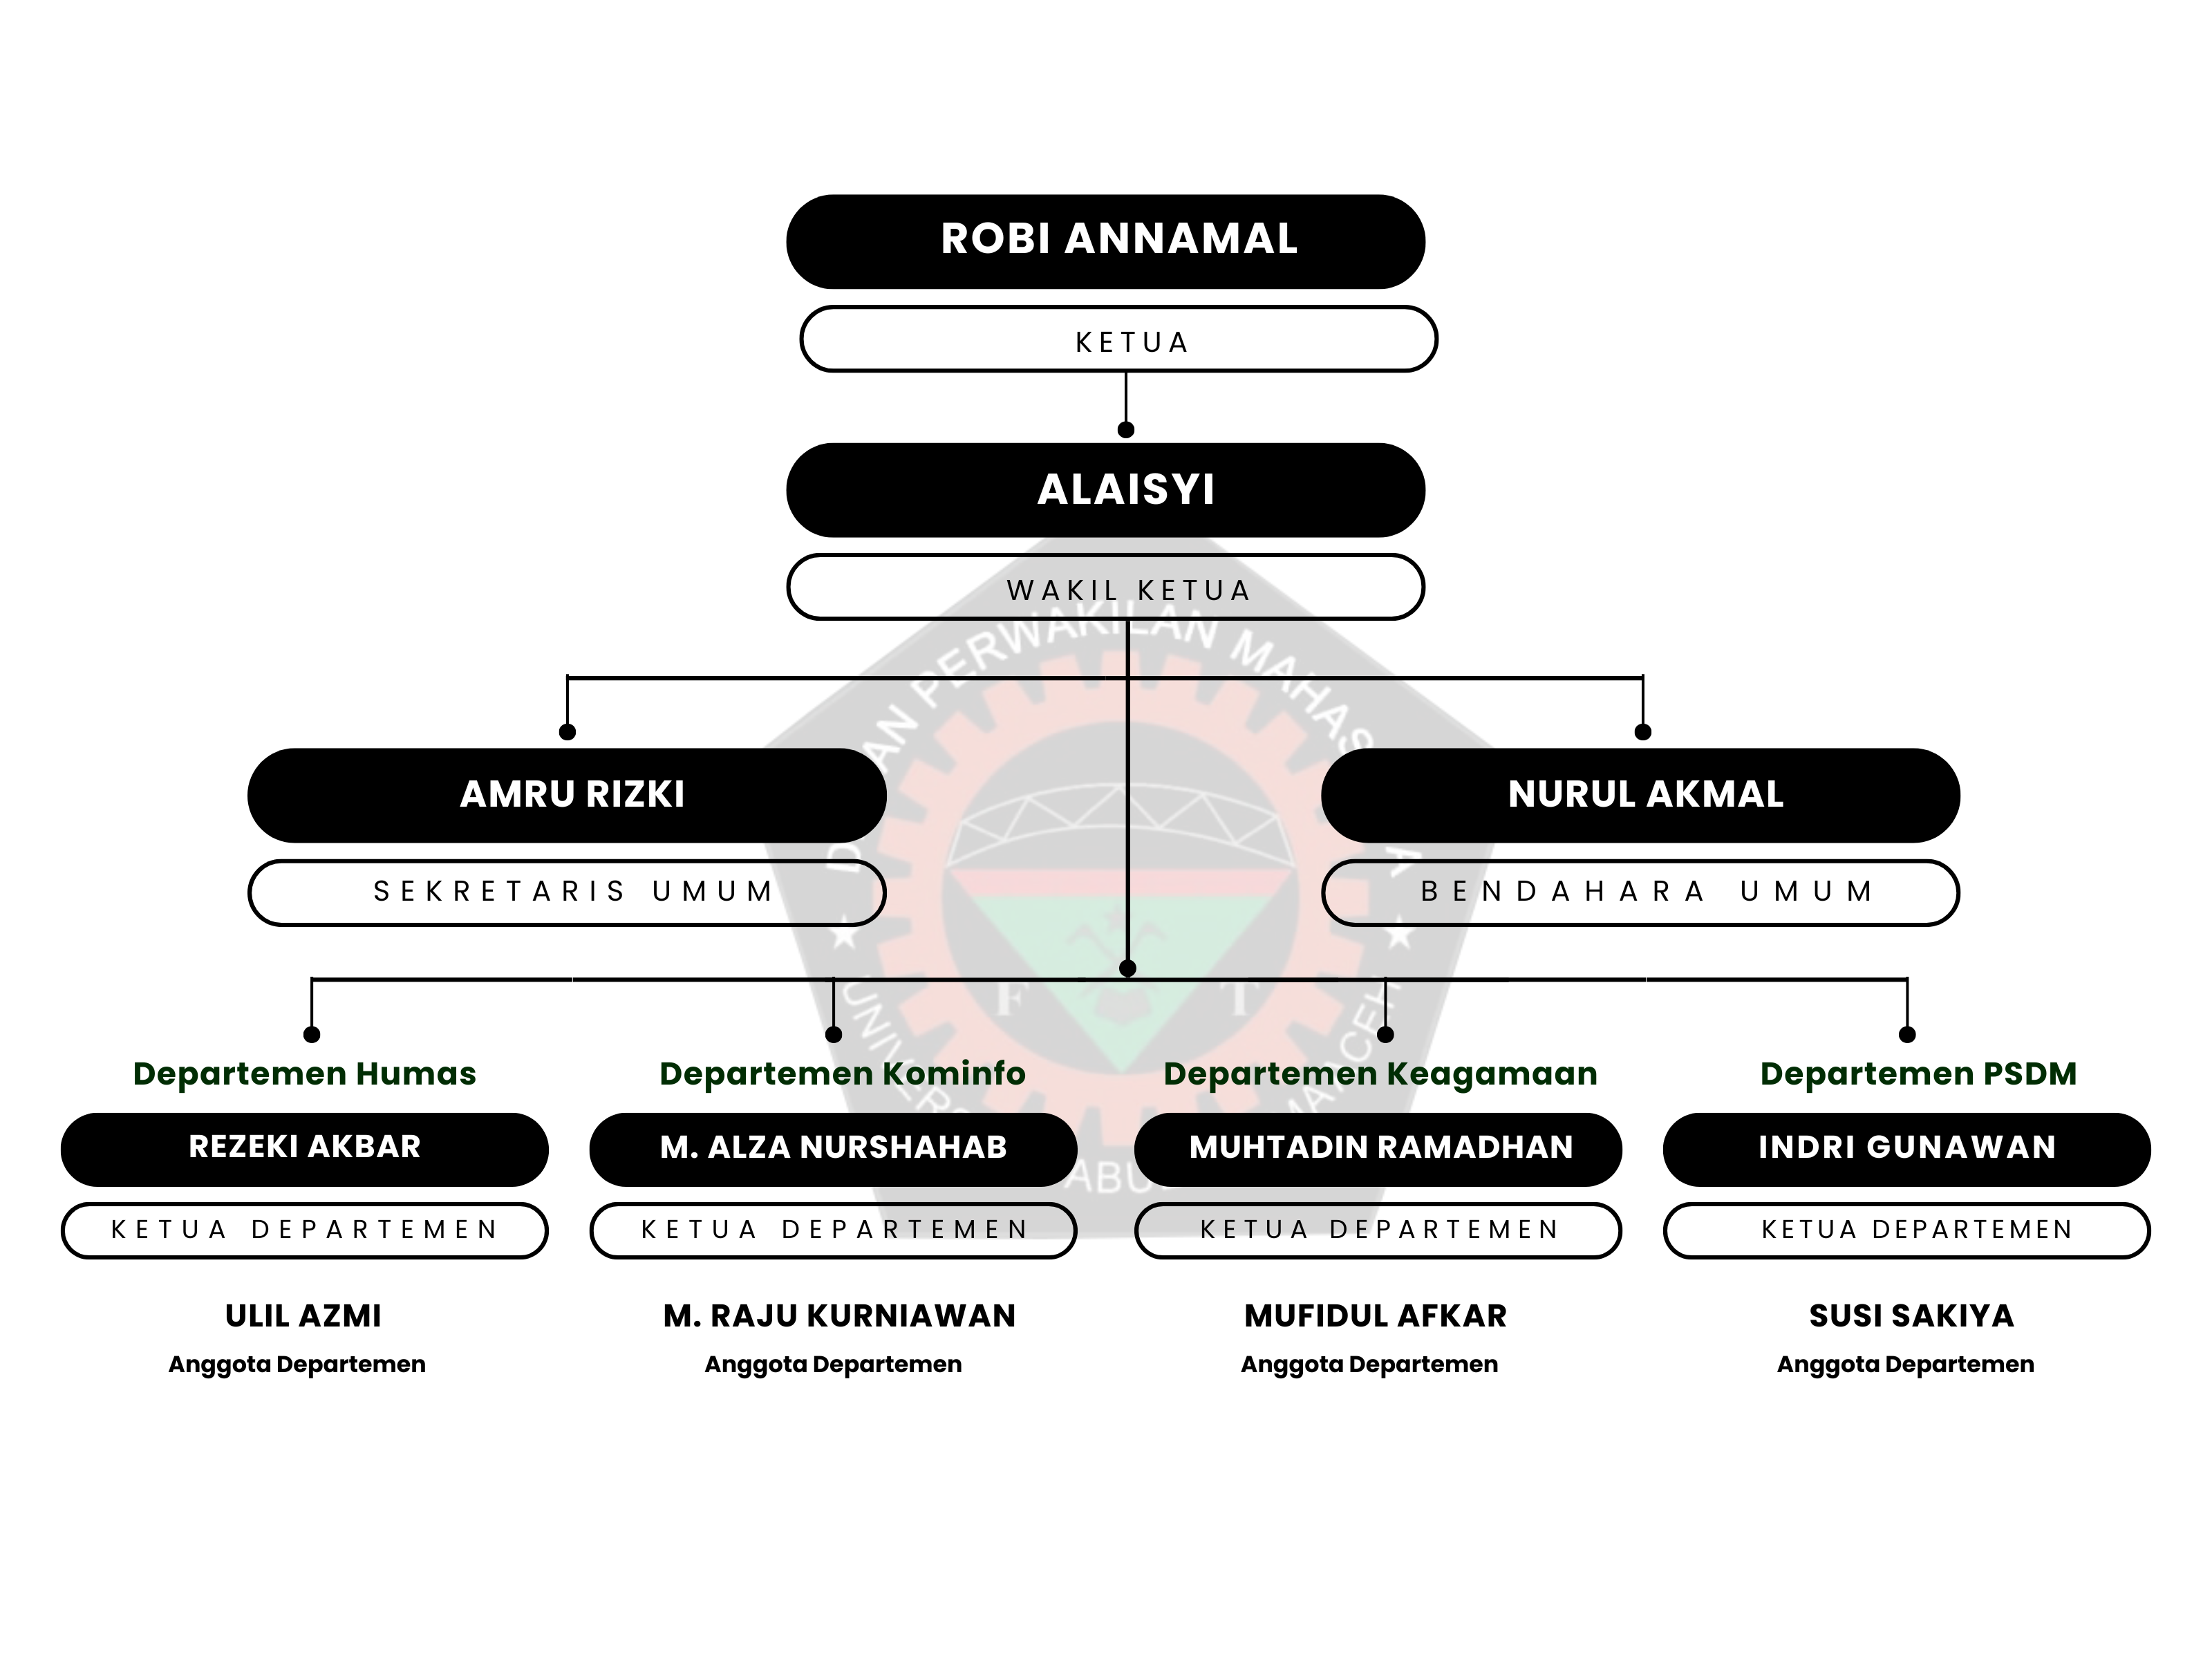 ROBI ANNAMAL
KETUA
ALAISYI
WAKIL KETUA
PERWAKILAN
AMRU RIZKI
NURUL AKMAL
SEKRETARIS UMUM
BENDAHARA UMUM
F T
Departemen Humas
Departemen Kominfo
Departemen Keagamaan
Departemen PSDM
REZEKI AKBAR
M. ALZA NURSHAHAB
MUHTADIN RAMADHAN
INDRI GUNAWAN
KETUA DEPARTEMEN
KETUA DEPARTEMEN
KETUA DEPARTEMEN
KETUA DEPARTEMEN
ULIL AZMI
M. RAJU KURNIAWAN
MUFIDUL AFKAR
SUSI SAKIYA
Anggota Departemen
Anggota Departemen
Anggota Departemen
Anggota Departemen